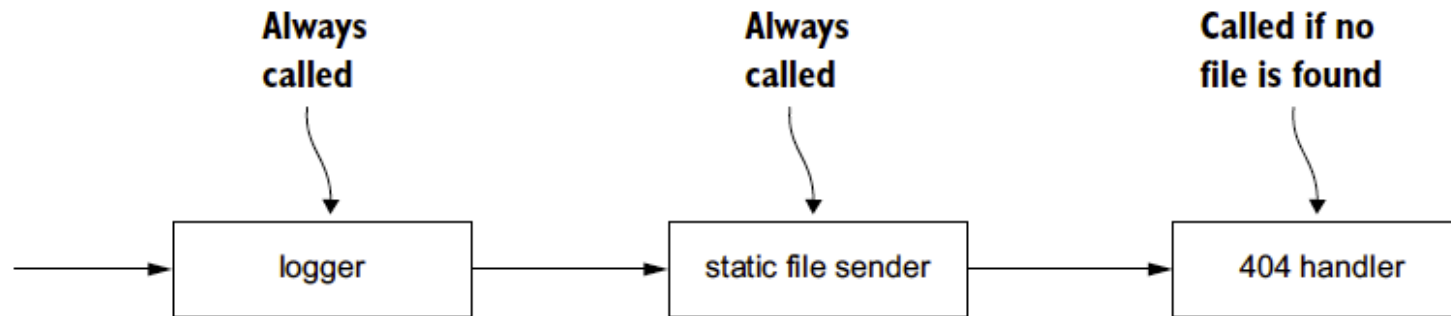 Always
called
Always
called
Called if no
file is found
logger
static file sender
404 handler